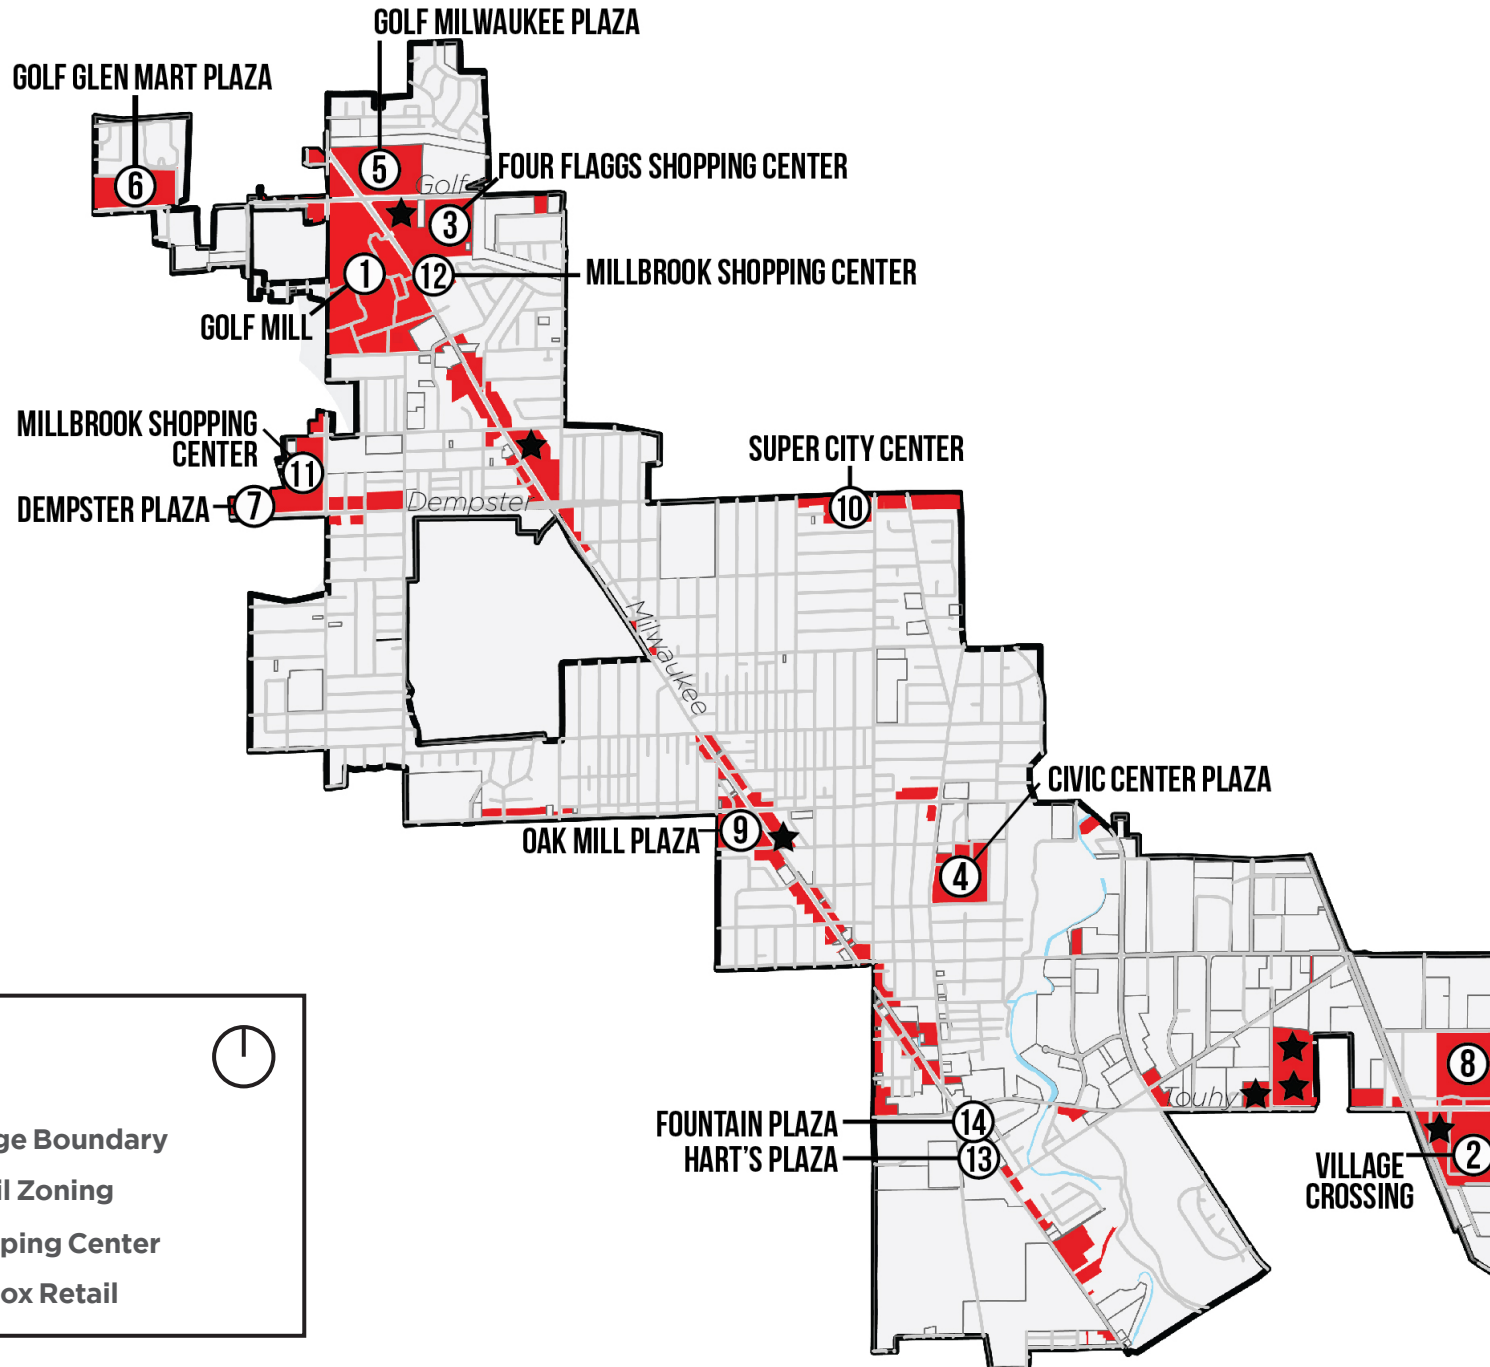 GOLF MILWAUKEE PLAZA
GOLF GLEN MART PLAZA
5
FOUR FLAGGS SHOPPING CENTER
6
Golf
3
1
12
MILLBROOK SHOPPING CENTER
GOLF MILL
MILLBROOK SHOPPING
CENTER
11
SUPER CITY CENTER
DEMPSTER PLAZA
7
Dempster
10
Milwaukee
CIVIC CENTER PLAZA
OAK MILL PLAZA
9
4
8
Touhy
FOUNTAIN PLAZA
14
HART'S PLAZA
13
VILLAGE
CROSSING
2
ge Boundary
il Zoning
ping Center
ox Retail